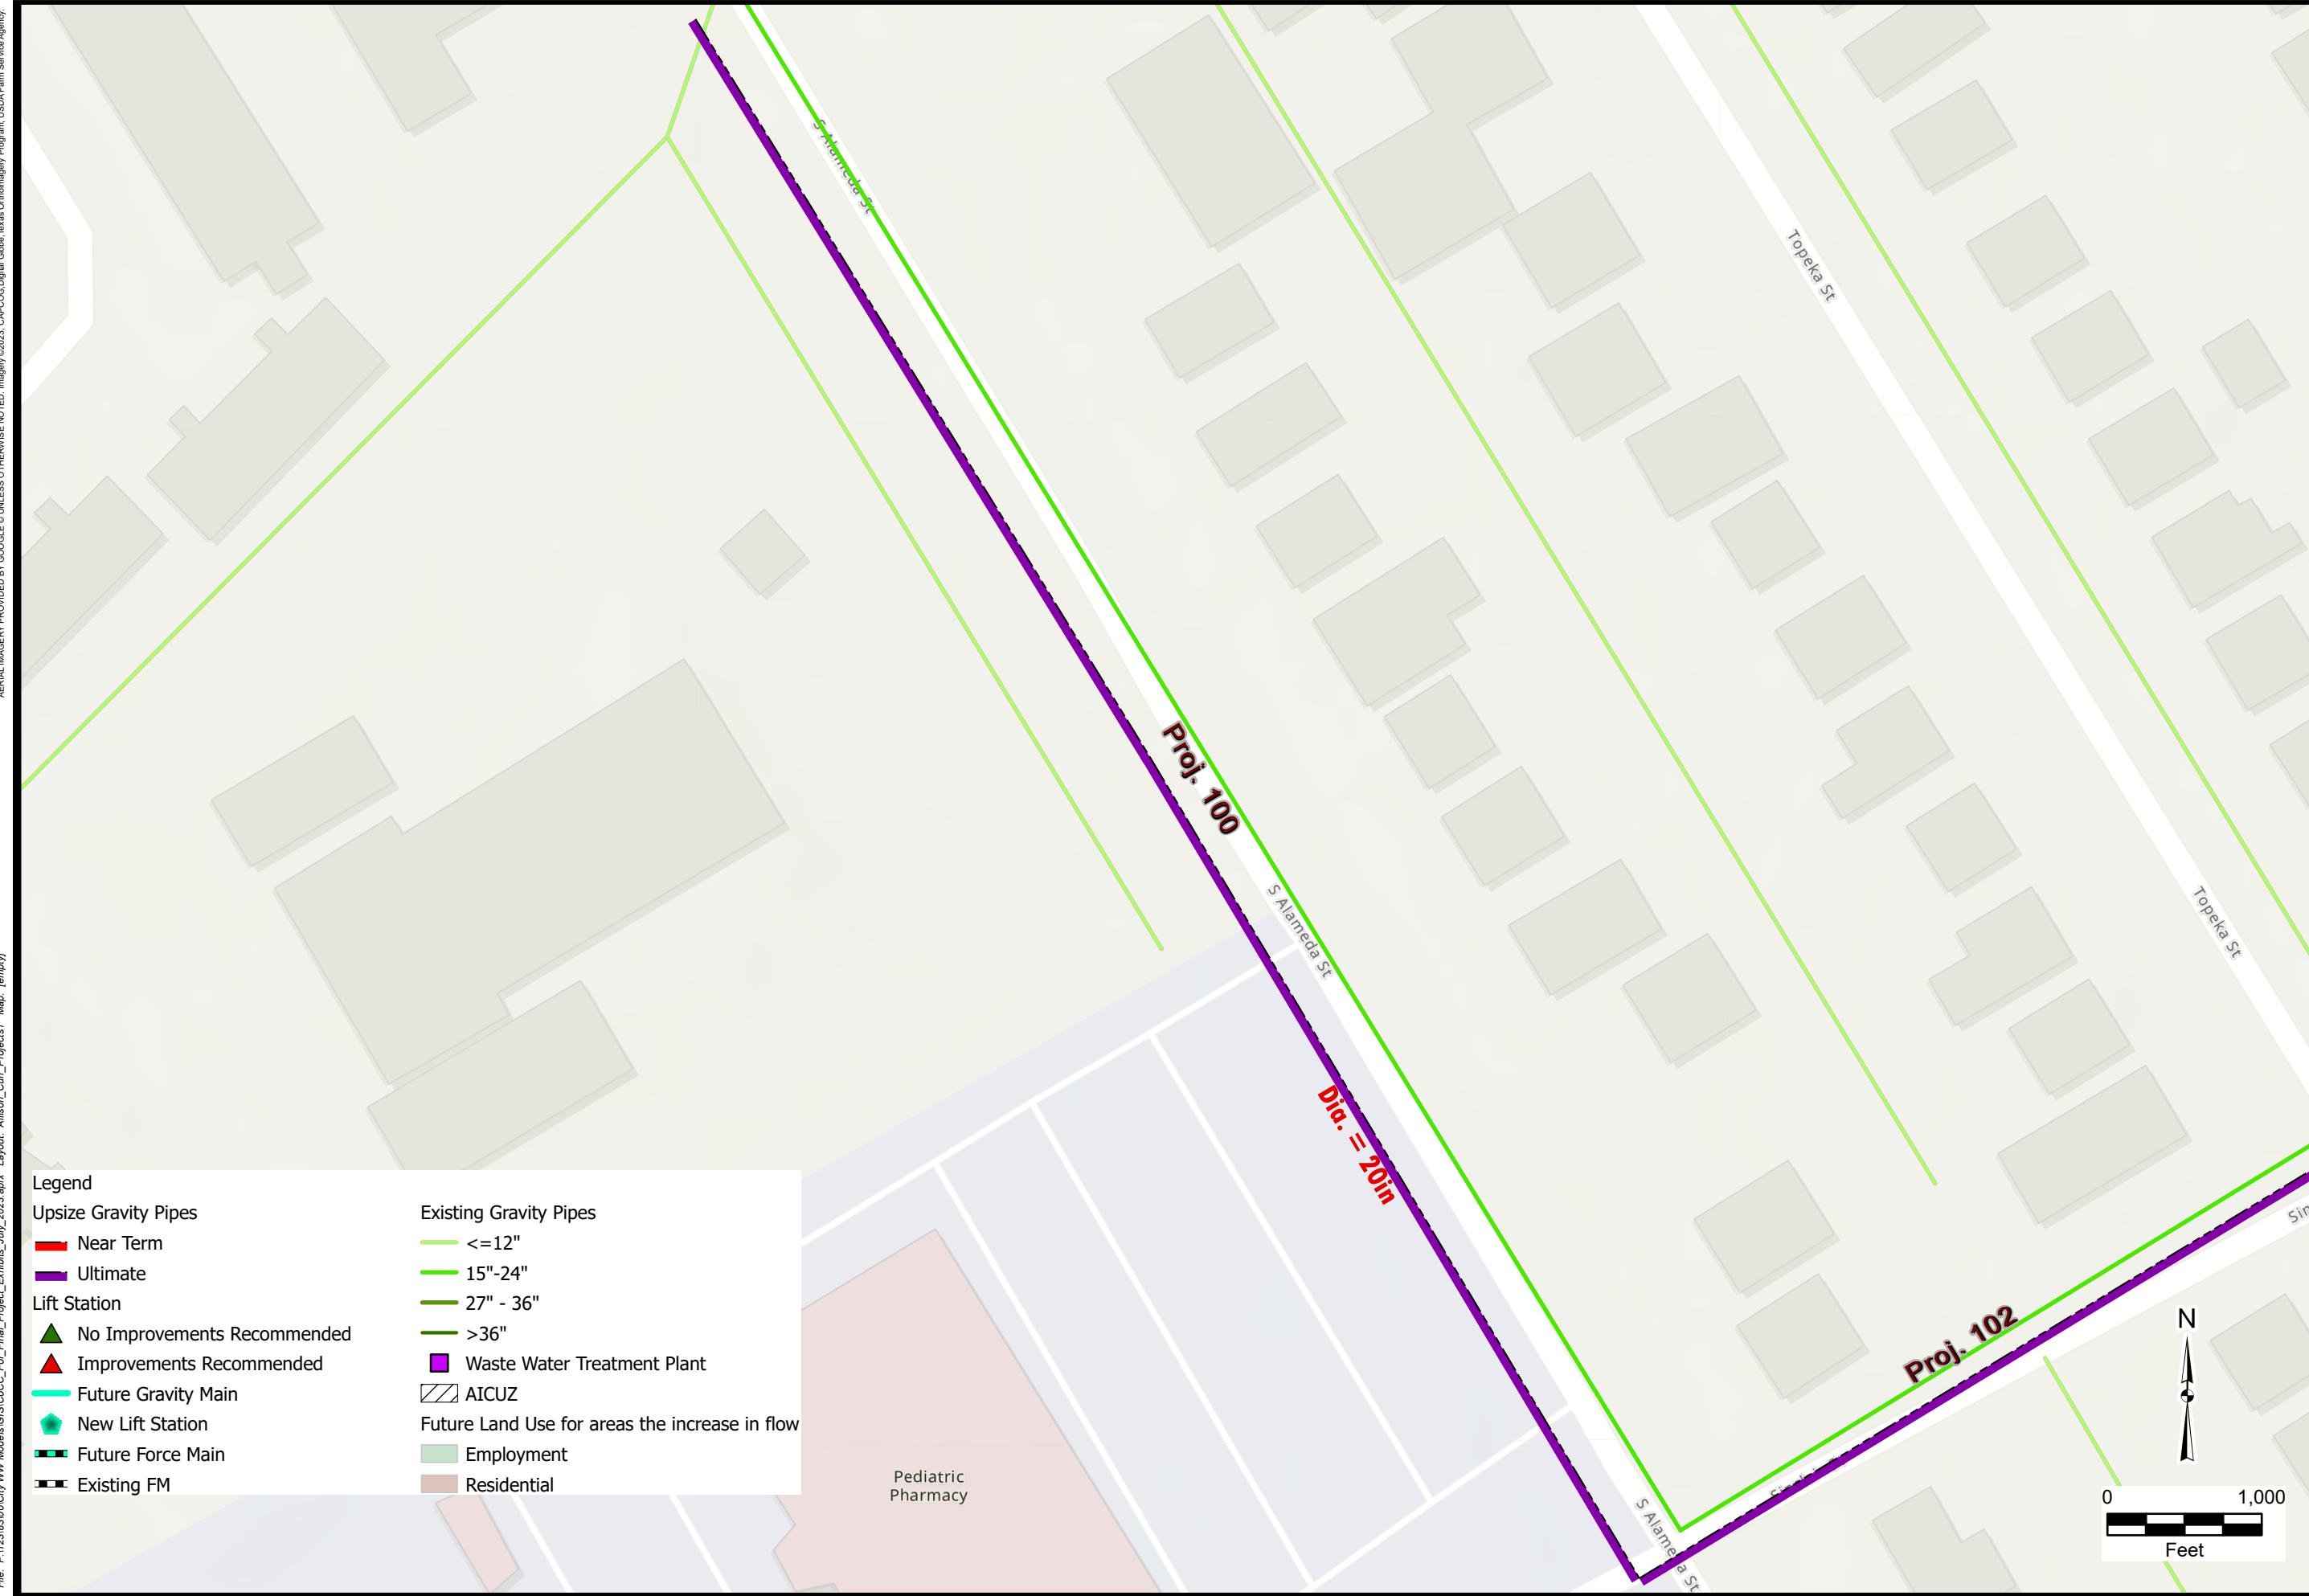 S Alameda St
Topeka St
Proj. 100
S Alameda St
Topeka St
Dia. = 20in
Proj. 102
S Alameda St
Pediatric
Pharmacy
Legend
Upsize Gravity Pipes
Near Term
Ultimate
Lift Station
No Improvements Recommended
Improvements Recommended
Future Gravity Main
New Lift Station
Future Force Main
Existing FM
Existing Gravity Pipes
<=12"
15"-24"
27" - 36"
>36"
Waste Water Treatment Plant
AICUZ
Future Land Use for areas the increase in flow
Employment
Residential
N
0 1,000
Feet